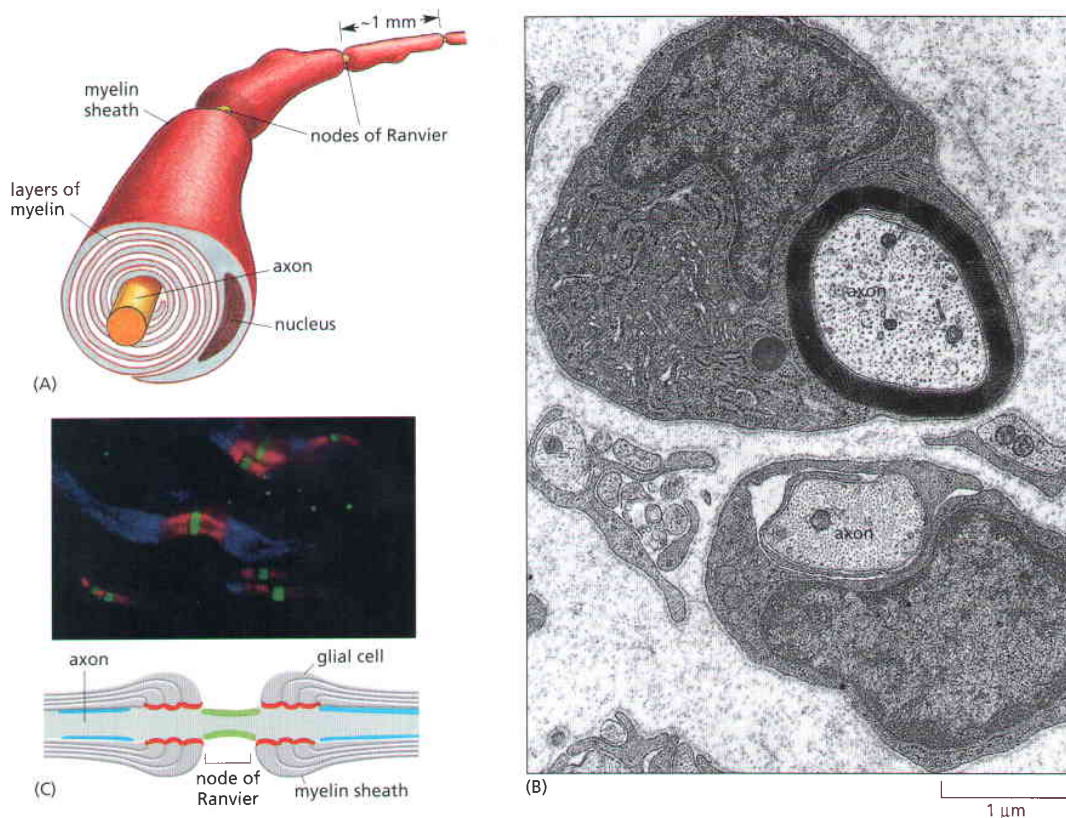 ~1 mm
myelin
sheath
nodes of Ranvier
layers of
myelin
axon
nucleus
(A)
axon
glial cell
node of
Ranvier
myelin sheath
(C)
axon
axon
(B)
1 μm